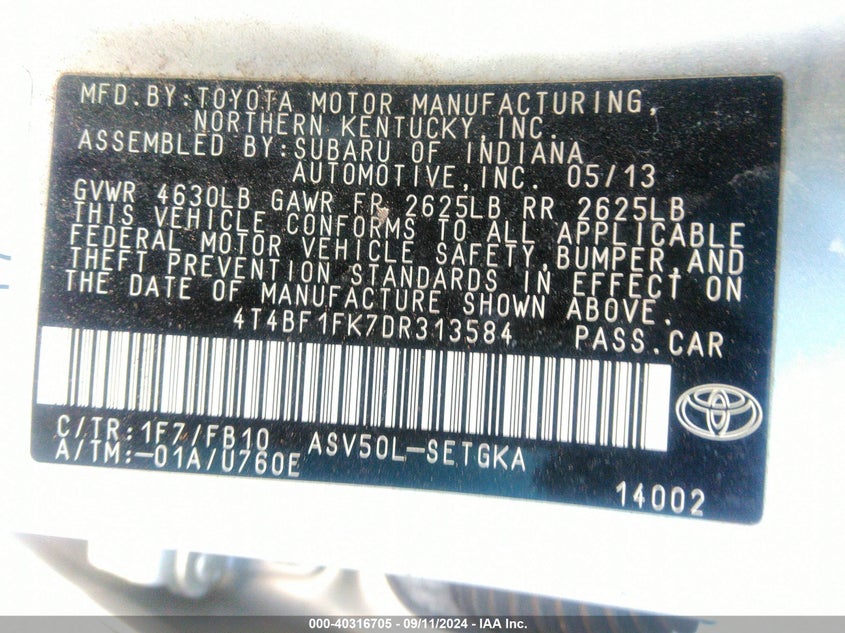 MFD.BY:TOYOTA MOTOR MANUFACTURING,
NORTHERN KENTUCKY,INC.
ASSEMBLED BY:SUBARU OF INDIANA
AUTOMOTIVE,INC. 05/13
GVWR 4630LB GAWR FR 2625LB RR 2625LB
THIS VEHICLE CONFORMS TO ALL APPLICABLE
FEDERAL MOTOR VEHICLE SAFETY,BUMPER,AND
THEFT PREVENTION STANDARDS IN EFFECT ON
THE DATE OF MANUFACTURE SHOWN ABOVE.
4T4BF1FK7DR313584 PASS.CAR
C/TR:1F7/FB10 ASV50L-SETGKA
A/TM:-01A/U760E
14002
000-40316705 - 09/11/2024 - IAA Inc.